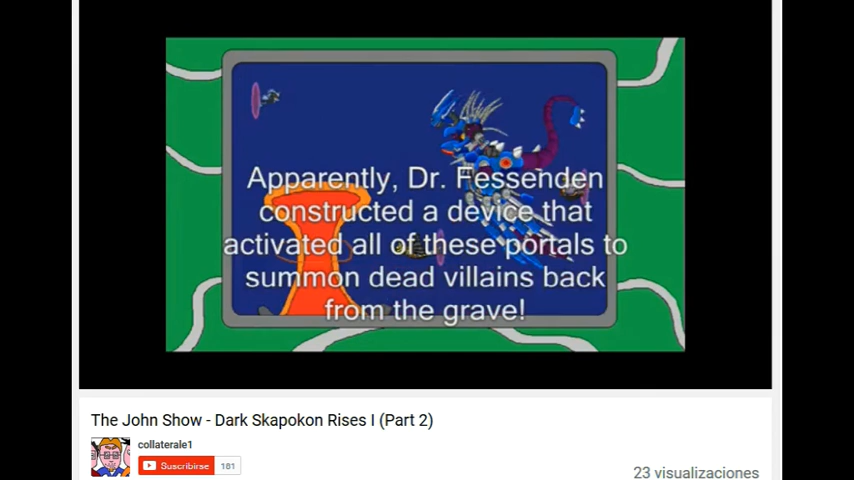 Apparently, Dr. Fessenden
constructed a device that
activated all of these portals to
summon dead villains back
from the grave!
The John Show - Dark Skapokon Rises I (Part 2)
collaterale1
Suscribirse 181
23 visualizaciones